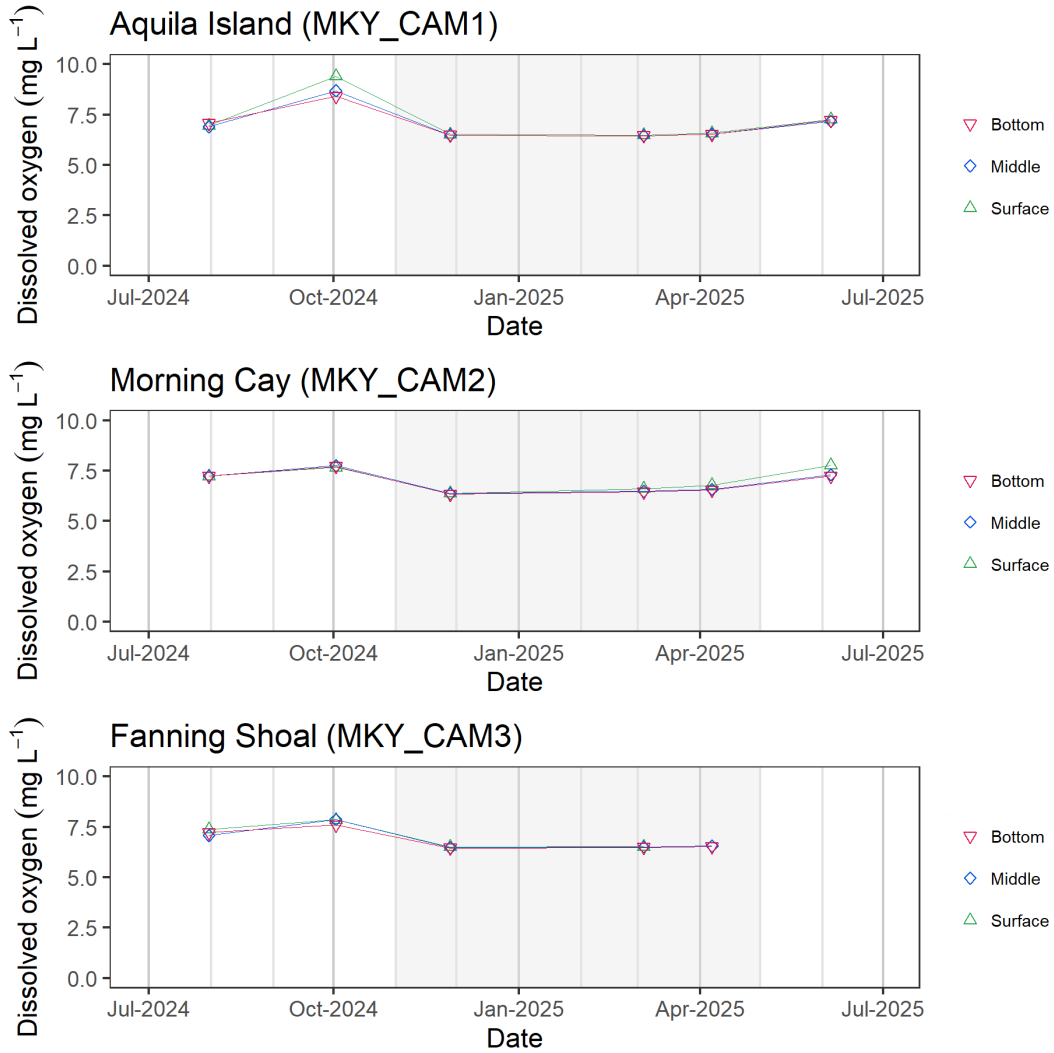 Aquila Island (MKY_CAM1)
Dissolved oxygen (mg L⁻¹)
10.0
7.5
5.0
2.5
0.0
Jul-2024 Oct-2024 Jan-2025 Apr-2025 Jul-2025
Date
Bottom
Middle
Surface
Morning Cay (MKY_CAM2)
Dissolved oxygen (mg L⁻¹)
10.0
7.5
5.0
2.5
0.0
Jul-2024 Oct-2024 Jan-2025 Apr-2025 Jul-2025
Date
Bottom
Middle
Surface
Fanning Shoal (MKY_CAM3)
Dissolved oxygen (mg L⁻¹)
10.0
7.5
5.0
2.5
0.0
Jul-2024 Oct-2024 Jan-2025 Apr-2025 Jul-2025
Date
Bottom
Middle
Surface